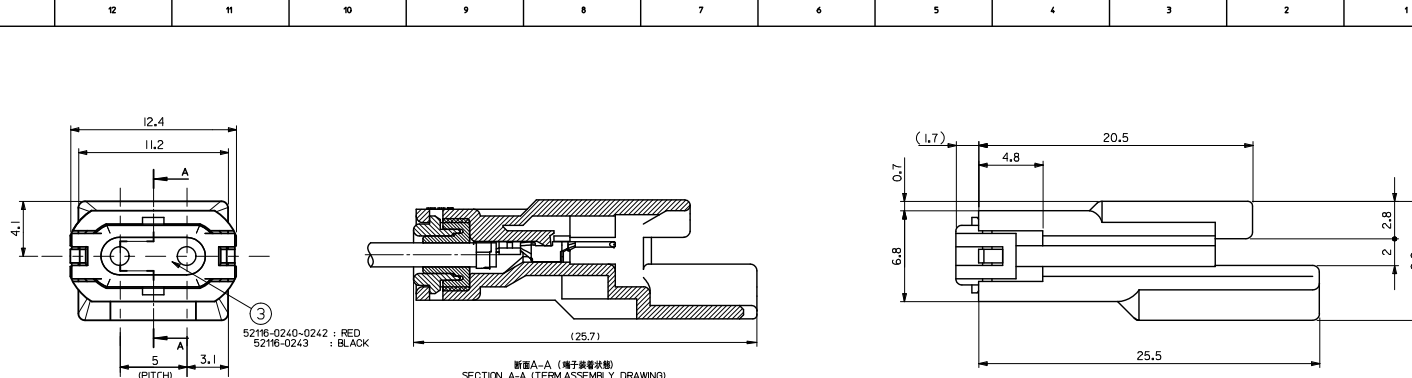 12 11 10 9 8 7 6 5 4 3 2 1
12.4
11.2
A
4.1
A
5
(PITCH)
3.1
3
52116-0240~0242 : RED
52116-0243 : BLACK
(25.7)
断面A-A (端子装着状態)
SECTION A-A (TERM.ASSEMBLY DRAWING)
(1.7)
20.5
4.8
0.7
6.8
2.8
2
25.5